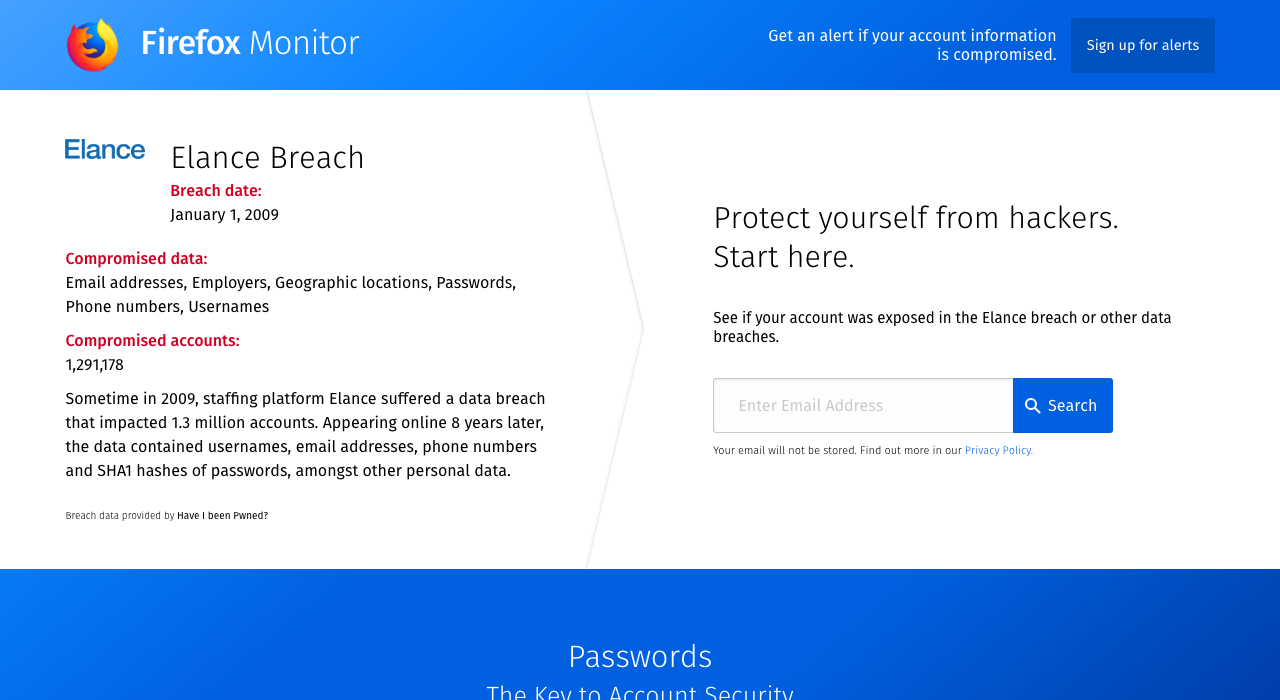 Firefox Monitor
Get an alert if your account information
is compromised.
Sign up for alerts
Elance
Elance Breach
Breach date:
January 1, 2009
Compromised data:
Email addresses, Employers, Geographic locations, Passwords,
Phone numbers, Usernames
Compromised accounts:
1,291,178
Sometime in 2009, staffing platform Elance suffered a data breach
that impacted 1.3 million accounts. Appearing online 8 years later,
the data contained usernames, email addresses, phone numbers
and SHA1 hashes of passwords, amongst other personal data.
Breach data provided by Have I been Pwned?
Protect yourself from hackers.
Start here.
See if your account was exposed in the Elance breach or other data
breaches.
Enter Email Address
Search
Your email will not be stored. Find out more in our Privacy Policy.
Passwords
The Key to Account Security